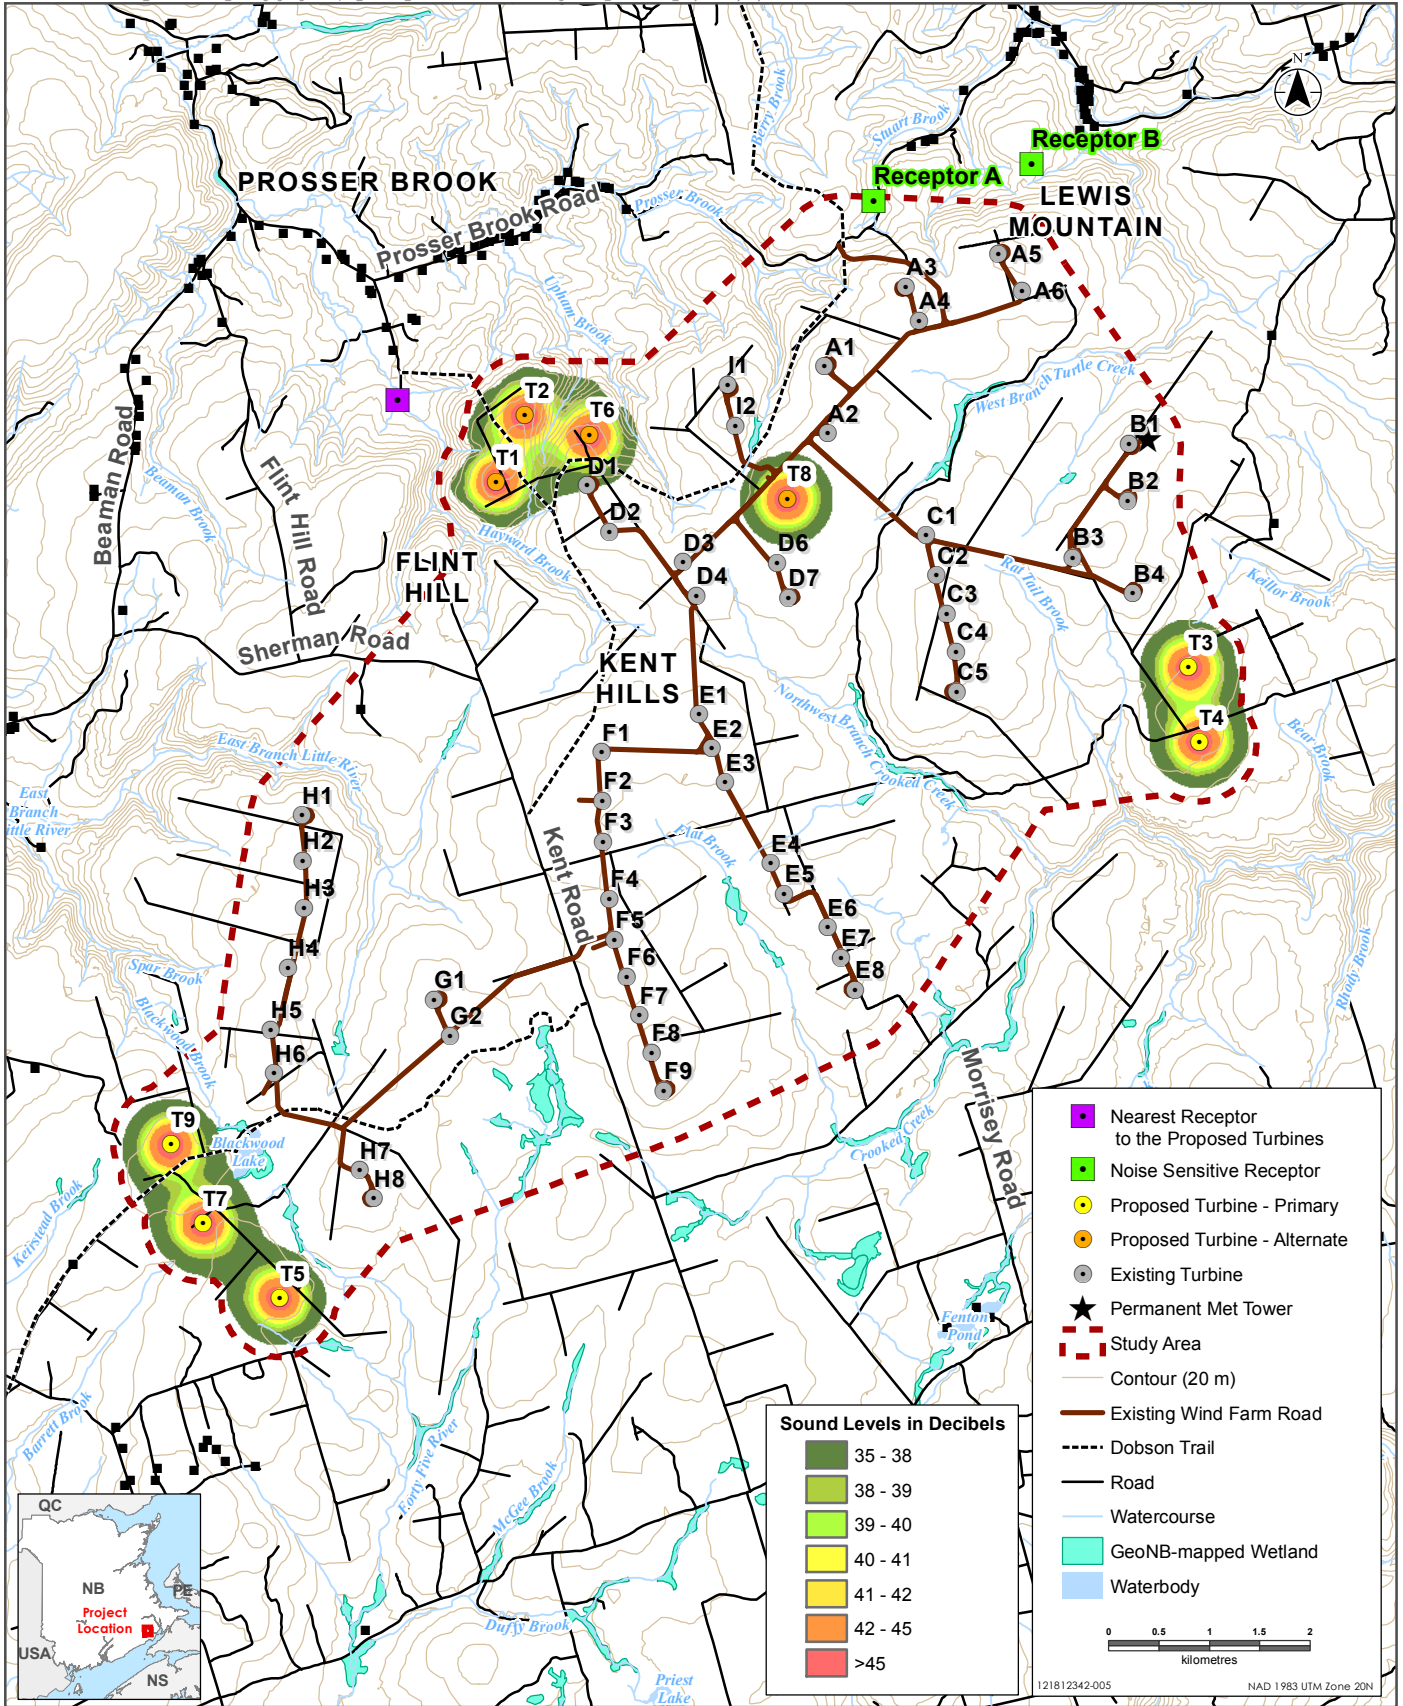 N
Berry Brook
Stuart Brook
Receptor B
Receptor A
PROSSER BROOK
Prosser Brook Road
Prosser Brook
LEWIS
MOUNTAIN
A5
A3
A6
A4
Upham Brook
A1
I1
West Branch Turtle Creek
T2
I2
A2
T6
B1
Beaman Road
Flint Hill Road
Beaman Brook
T1
D1
T8
B2
D2
C1
Hayward Brook
D3
D6
B3
C2
FLINT
HILL
D4
D7
Rat Tail Brook
B4
Keillor Brook
C3
Sherman Road
C4
T3
KENT
HILLS
C5
E1
Northwest Branch Crooked Creek
T4
E2
Bear Brook
F1
East Branch Little River
E3
East
Branch
ittle River
H1
F2
H2
F3
Flat Brook
E4
Kent Road
H3
F4
E5
F5
E6
H4
Spar Brook
F6
E7
G1
E8
Rhody Brook
H5
Blackwood Brook
G2
F7
H6
F8
F9
Morrisey Road
T9
Crooked Creek
Blackwood
Lake
H7
H8
Keirstead Brook
T7
T5
Fenton
Pond
Barrett Brook
Forty Five River
McGee Brook
Duffy Brook
Priest
Lake
Nearest Receptor
to the Proposed Turbines
Noise Sensitive Receptor
Proposed Turbine - Primary
Proposed Turbine - Alternate
Existing Turbine
Permanent Met Tower
Study Area
Contour (20 m)
Existing Wind Farm Road
Dobson Trail
Road
Watercourse
GeoNB-mapped Wetland
Waterbody
0 0.5 1 1.5 2
kilometres
121812342-005 NAD 1983 UTM Zone 20N
Sound Levels in Decibels
35 - 38
38 - 39
39 - 40
40 - 41
41 - 42
42 - 45
>45
QC
NB
PE
Project
Location
USA
NS